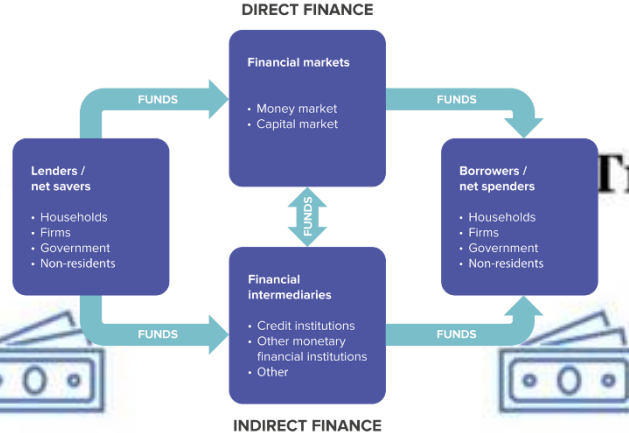 DIRECT FINANCE
Financial markets
• Money market
• Capital market
FUNDS
FUNDS
Lenders /
net savers
• Households
• Firms
• Government
• Non-residents
FUNDS
Borrowers /
net spenders
• Households
• Firms
• Government
• Non-residents
Financial
intermediaries
• Credit institutions
• Other monetary
financial institutions
• Other
FUNDS
FUNDS
INDIRECT FINANCE